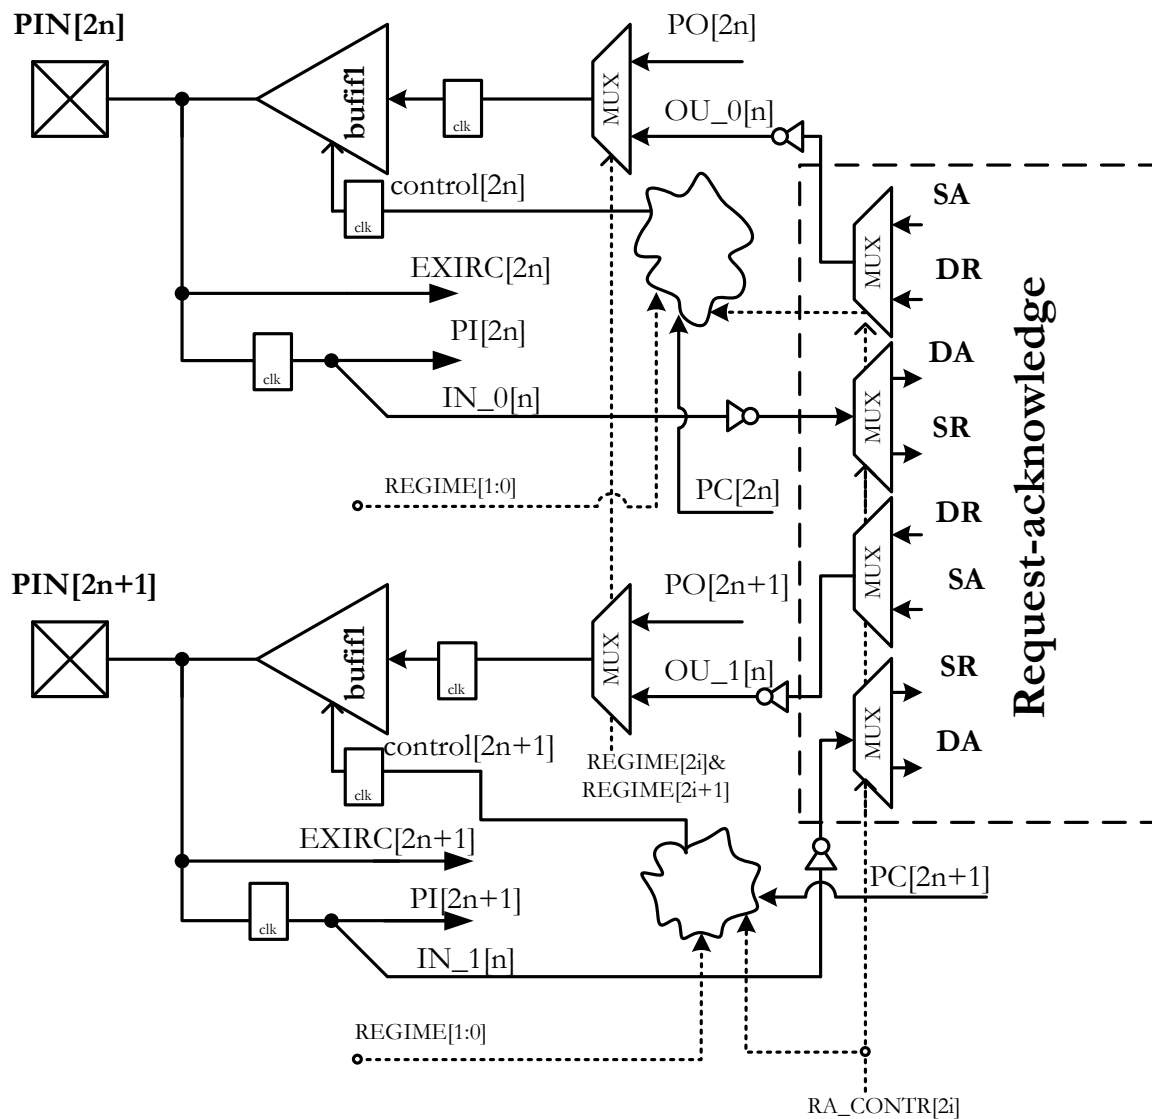 PIN[2n]
bufif1
clk
MUX
PO[2n]
OU_0[n]
control[2n]
clk
EXIRC[2n]
PI[2n]
clk
IN_0[n]
REGIME[1:0]
PC[2n]
MUX
SA
DR
MUX
DA
SR
MUX
DR
SA
MUX
SR
DA
Request-acknowledge
PIN[2n+1]
bufif1
clk
MUX
PO[2n+1]
OU_1[n]
control[2n+1]
clk
REGIME[2i]&
REGIME[2i+1]
EXIRC[2n+1]
PI[2n+1]
clk
IN_1[n]
PC[2n+1]
REGIME[1:0]
RA_CONTR[2i]